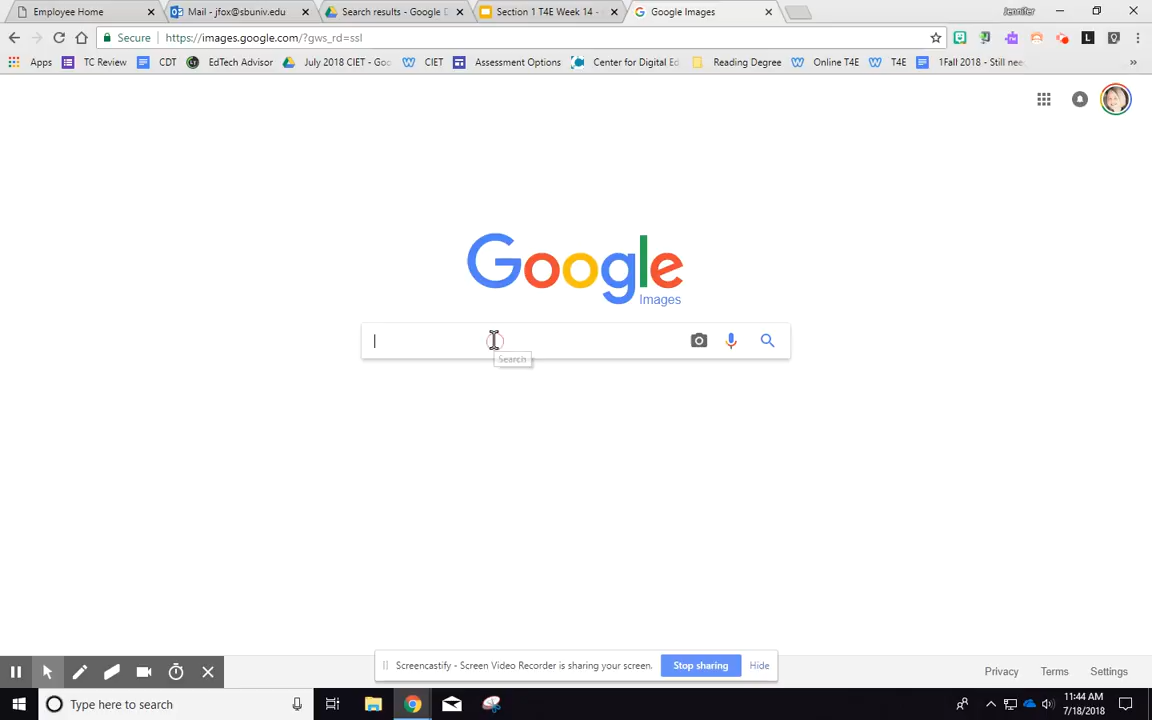 Employee Home
Mail - jfox@sbuniv.edu
Search results - Google D
Section 1 T4E Week 14 -
Google Images
Jennifer
Secure
https://images.google.com/?gws_rd=ssl
Apps
TC Review
CDT
EdTech Advisor
July 2018 CIET - Goo
CIET
Assessment Options
Center for Digital Ed
Reading Degree
Online T4E
T4E
1Fall 2018 - Still nee
»
Google
Images
Search
Screencastify - Screen Video Recorder is sharing your screen.
Stop sharing
Hide
Privacy
Terms
Settings
Type here to search
11:44 AM
7/18/2018